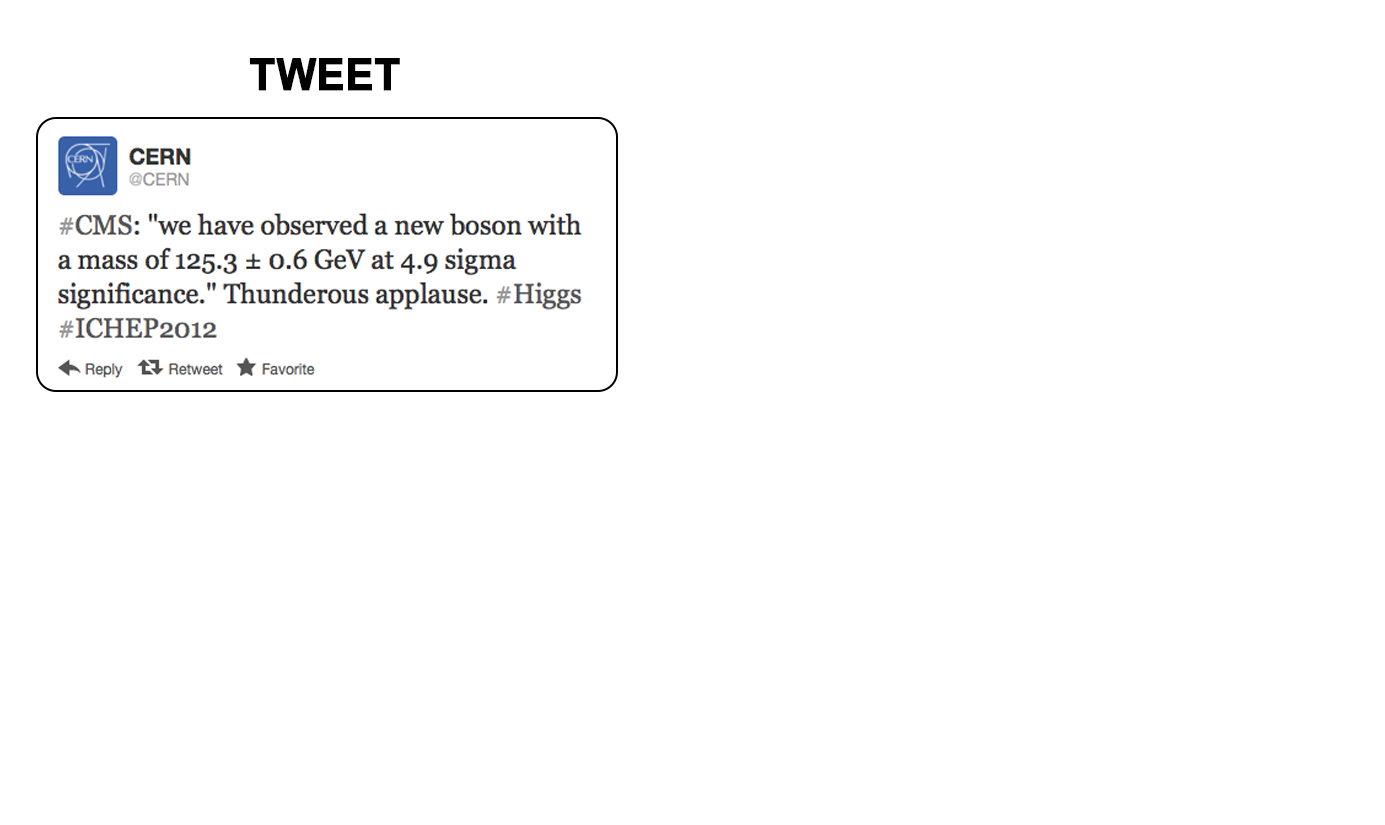 TWEET
CERN
CERN
@CERN
#CMS: "we have observed a new boson with
a mass of 125.3 ± 0.6 GeV at 4.9 sigma
significance." Thunderous applause. #Higgs
#ICHEP2012
Reply Retweet Favorite